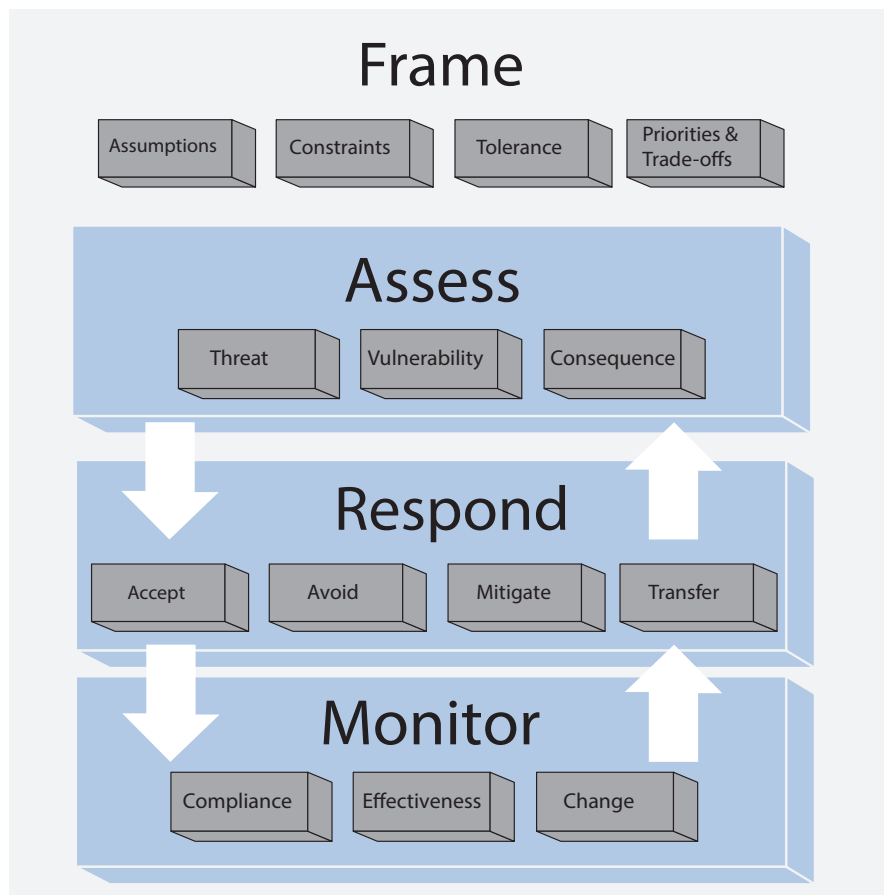 Frame
Assumptions
Constraints
Tolerance
Priorities &
Trade-offs
Assess
Threat
Vulnerability
Consequence
Respond
Accept
Avoid
Mitigate
Transfer
Monitor
Compliance
Effectiveness
Change